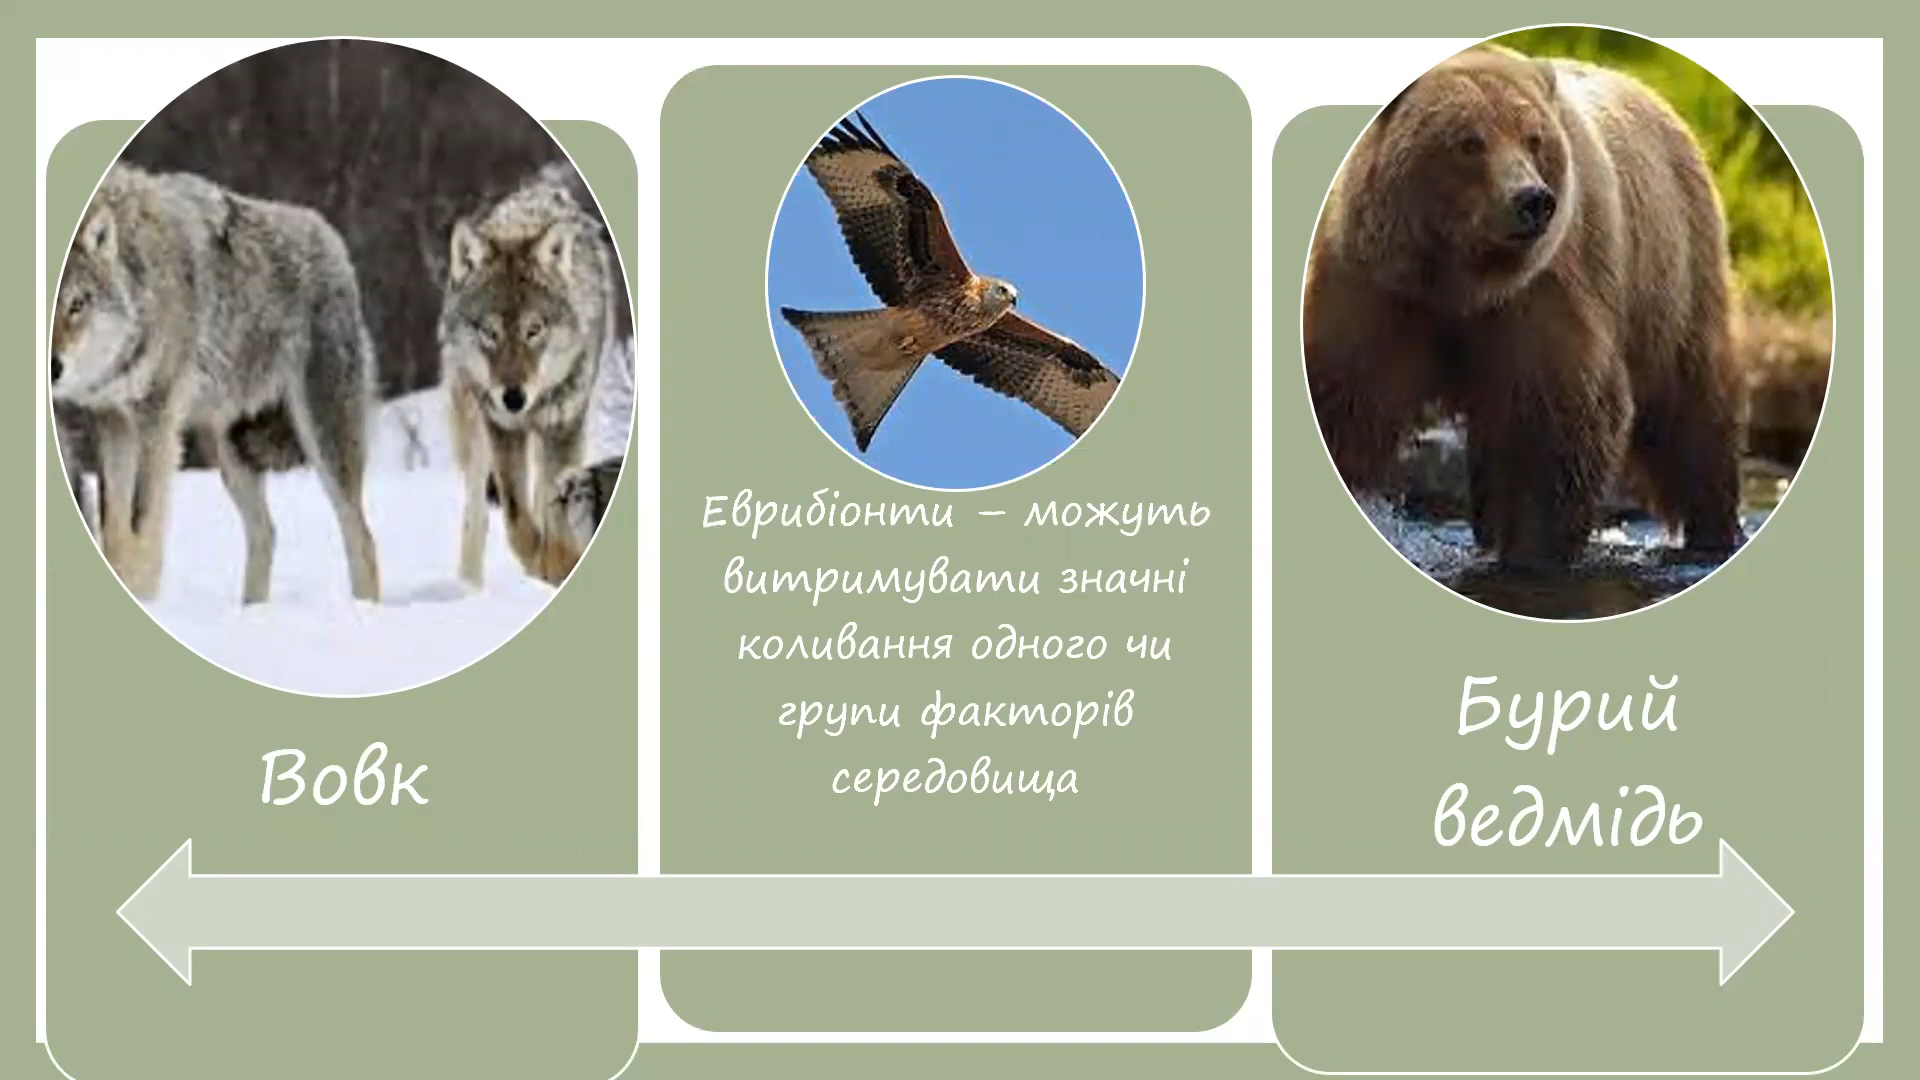 Вовк
Еврибіонти – можуть
витримувати значні
коливання одного чи
групи факторів
середовища
Бурий
ведмідь